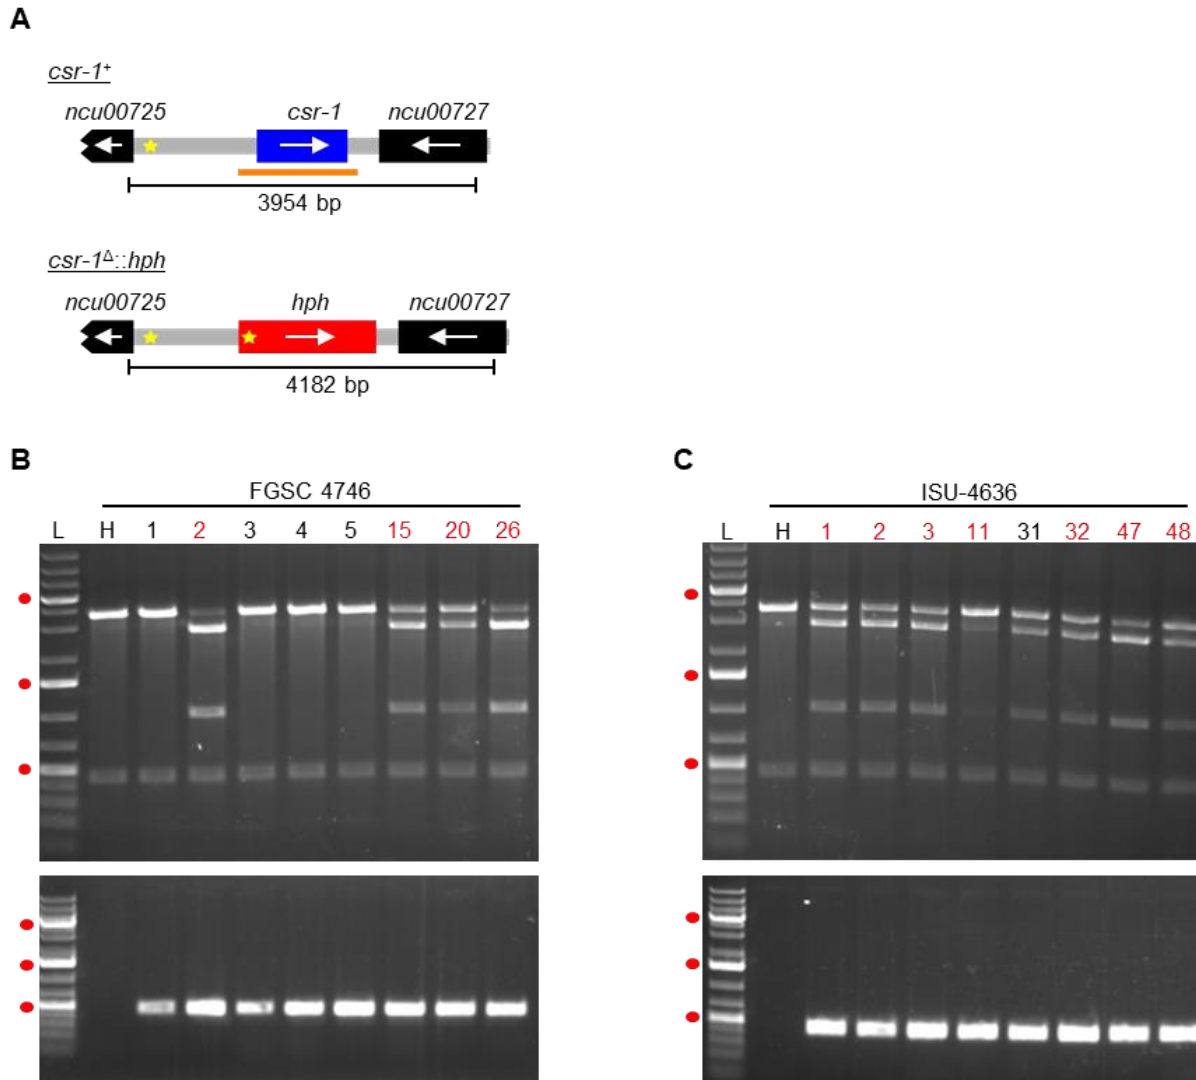 A
csr-1⁺
ncu00725 csr-1 ncu00727
3954 bp
csr-1ᐞ::hph
ncu00725 hph ncu00727
4182 bp
B
FGSC 4746
L H 1 2 3 4 5 15 20 26
C
ISU-4636
L H 1 2 3 11 31 32 47 48